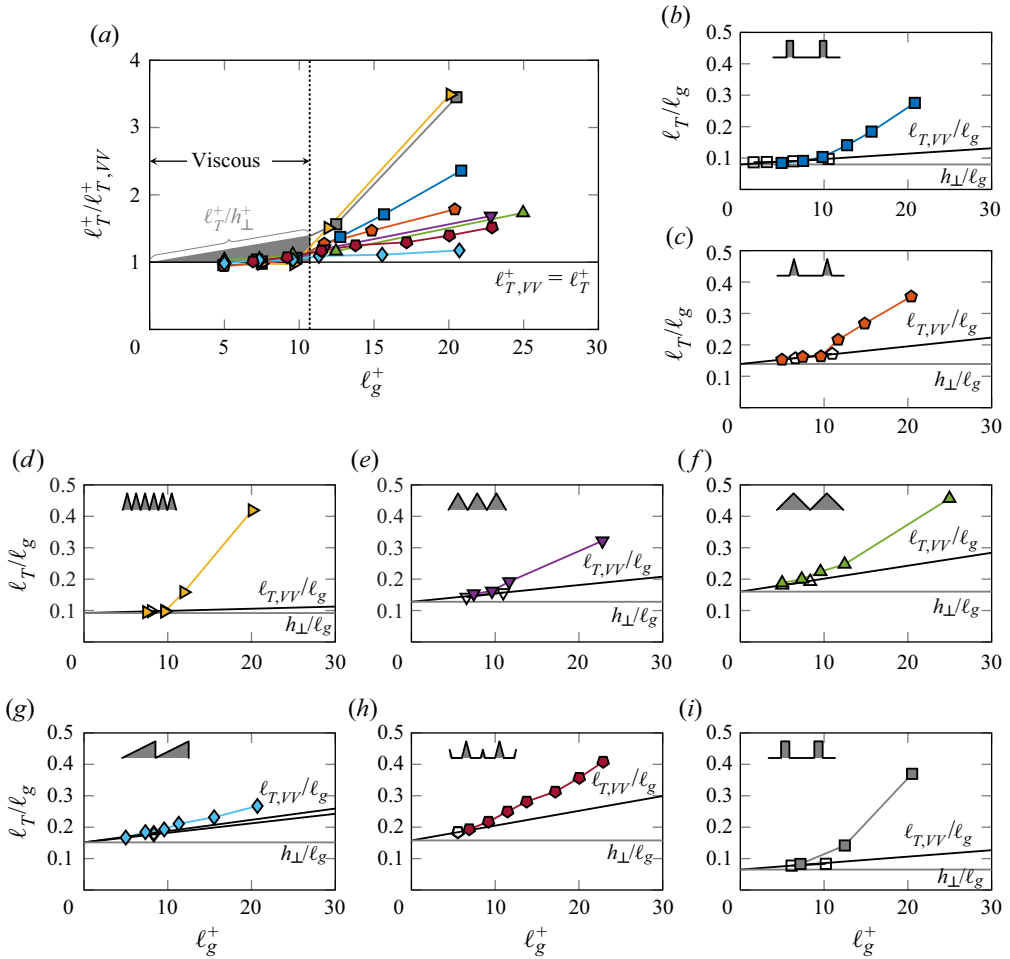 (a)
4
3
2
1
0
5
10
15
20
25
30
Viscous
ℓ_T^+/h_⊥^+
ℓ_{T,VV}^+ = ℓ_T^+
ℓ_T^+/ℓ_{T,VV}^+
ℓ_g^+
(b)
0.5
0.3
0.1
0 10 20 30
ℓ_T/ℓ_g
ℓ_{T,VV}/ℓ_g
h_⊥/ℓ_g
(c)
0.5
0.3
0.1
0 10 20 30
ℓ_T/ℓ_g
ℓ_{T,VV}/ℓ_g
h_⊥/ℓ_g
(d)
0.5
0.4
0.3
0.2
0.1
0 10 20 30
ℓ_T/ℓ_g
ℓ_{T,VV}/ℓ_g
h_⊥/ℓ_g
(e)
0.5
0.4
0.3
0.2
0.1
0 10 20 30
ℓ_{T,VV}/ℓ_g
h_⊥/ℓ_g
(f)
0.5
0.4
0.3
0.2
0.1
0 10 20 30
ℓ_{T,VV}/ℓ_g
h_⊥/ℓ_g
(g)
0.5
0.4
0.3
0.2
0.1
0 10 20 30
ℓ_T/ℓ_g
ℓ_{T,VV}/ℓ_g
h_⊥/ℓ_g
ℓ_g^+
(h)
0.5
0.4
0.3
0.2
0.1
0 10 20 30
ℓ_{T,VV}/ℓ_g
h_⊥/ℓ_g
ℓ_g^+
(i)
0.5
0.4
0.3
0.2
0.1
0 10 20 30
ℓ_{T,VV}/ℓ_g
h_⊥/ℓ_g
ℓ_g^+